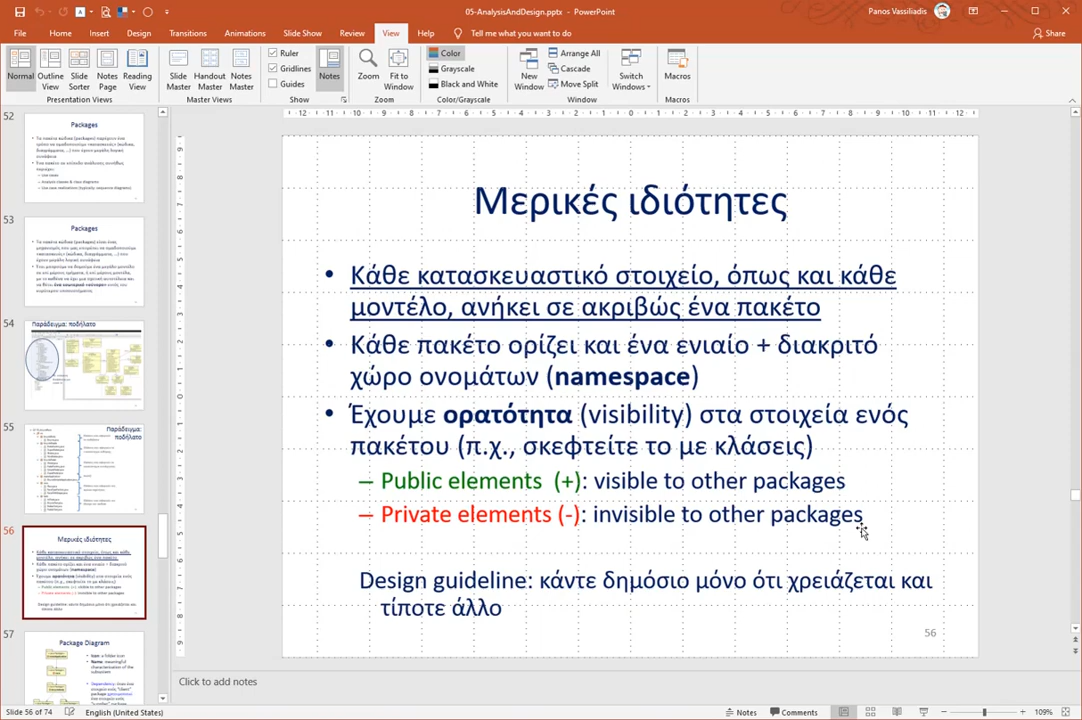 05-AnalysisAndDesign.pptx - PowerPoint
Panos Vassiliadis
File Home Insert Design Transitions Animations Slide Show Review View Help Tell me what you want to do Share
Normal Outline View Slide Sorter Notes Page Reading View
Presentation Views
Slide Master Handout Master Notes Master
Master Views
Ruler
Gridlines
Guides
Show
Notes
Zoom Fit to Window
Zoom
Color
Grayscale
Black and White
Color/Grayscale
New Window
Arrange All
Cascade
Move Split
Switch Windows
Window
Macros
Macros
52
Packages
53
Packages
54
Παράδειγμα: ποδήλατο
55
Παράδειγμα:
ποδήλατο
56
Μερικές ιδιότητες
57
Package Diagram
Μερικές ιδιότητες
• Κάθε κατασκευαστικό στοιχείο, όπως και κάθε
μοντέλο, ανήκει σε ακριβώς ένα πακέτο
• Κάθε πακέτο ορίζει και ένα ενιαίο + διακριτό
χώρο ονομάτων (namespace)
• Έχουμε ορατότητα (visibility) στα στοιχεία ενός
πακέτου (π.χ., σκεφτείτε το με κλάσεις)
– Public elements (+): visible to other packages
– Private elements (-): invisible to other packages
Design guideline: κάντε δημόσιο μόνο ότι χρειάζεται και
τίποτε άλλο
56
Click to add notes
Slide 56 of 74 English (United States) Notes Comments 109%